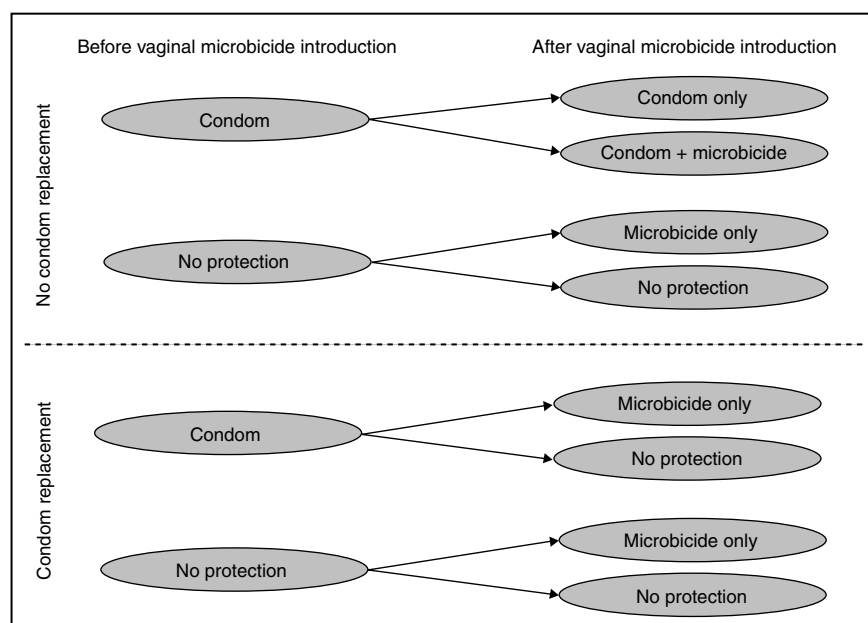 Before vaginal microbicide introduction
After vaginal microbicide introduction
No condom replacement
Condom
Condom only
Condom + microbicide
No protection
Microbicide only
No protection
Condom replacement
Condom
Microbicide only
No protection
No protection
Microbicide only
No protection